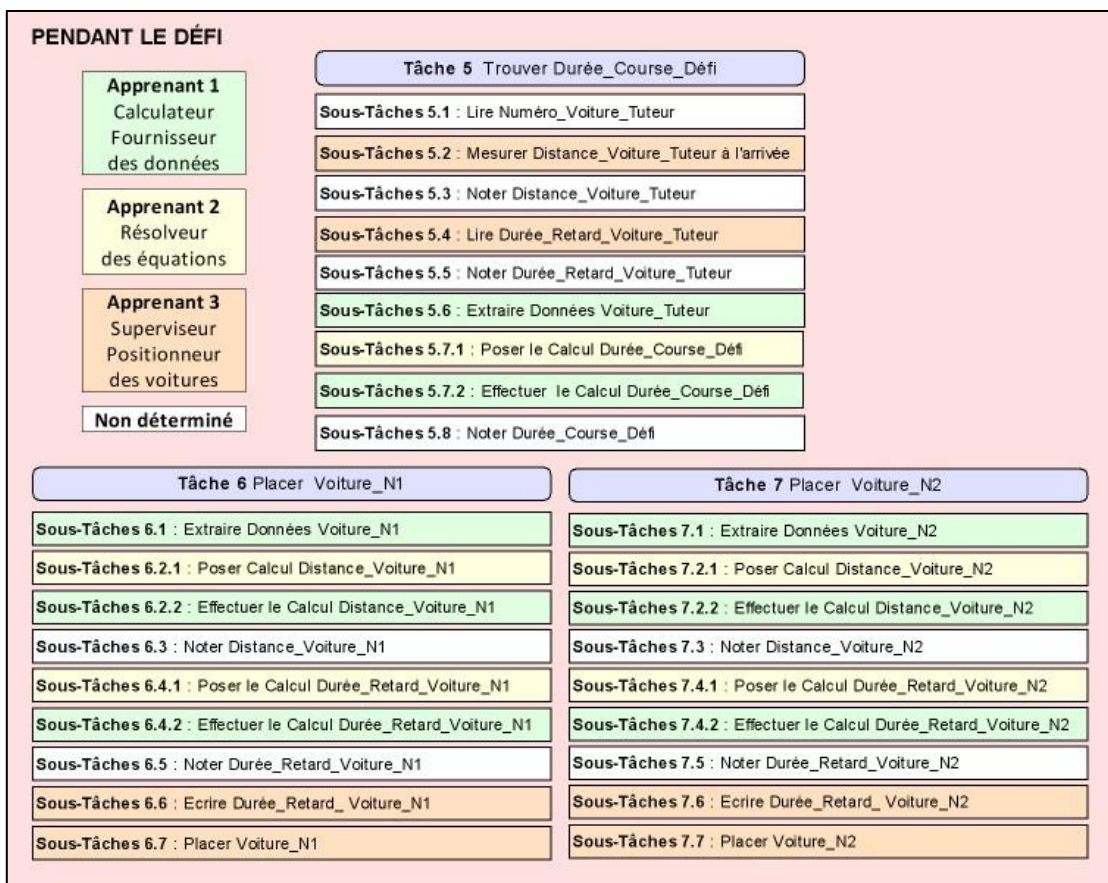 PENDANT LE DÉFI
Apprenant 1
Calculateur
Fournisseur
des données
Apprenant 2
Résolveur
des équations
Apprenant 3
Superviseur
Positionneur
des voitures
Non déterminé
Tâche 5 Trouver Durée_Course_Défi
Sous-Tâches 5.1 : Lire Numéro_Voiture_Tuteur
Sous-Tâches 5.2 : Mesurer Distance_Voiture_Tuteur à l'arrivée
Sous-Tâches 5.3 : Noter Distance_Voiture_Tuteur
Sous-Tâches 5.4 : Lire Durée_Retard_Voiture_Tuteur
Sous-Tâches 5.5 : Noter Durée_Retard_Voiture_Tuteur
Sous-Tâches 5.6 : Extraire Données Voiture_Tuteur
Sous-Tâches 5.7.1 : Poser le Calcul Durée_Course_Défi
Sous-Tâches 5.7.2 : Effectuer le Calcul Durée_Course_Défi
Sous-Tâches 5.8 : Noter Durée_Course_Défi
Tâche 6 Placer Voiture_N1
Sous-Tâches 6.1 : Extraire Données Voiture_N1
Sous-Tâches 6.2.1 : Poser Calcul Distance_Voiture_N1
Sous-Tâches 6.2.2 : Effectuer le Calcul Distance_Voiture_N1
Sous-Tâches 6.3 : Noter Distance_Voiture_N1
Sous-Tâches 6.4.1 : Poser le Calcul Durée_Retard_Voiture_N1
Sous-Tâches 6.4.2 : Effectuer le Calcul Durée_Retard_Voiture_N1
Sous-Tâches 6.5 : Noter Durée_Retard_Voiture_N1
Sous-Tâches 6.6 : Ecrire Durée_Retard_ Voiture_N1
Sous-Tâches 6.7 : Placer Voiture_N1
Tâche 7 Placer Voiture_N2
Sous-Tâches 7.1 : Extraire Données Voiture_N2
Sous-Tâches 7.2.1 : Poser Calcul Distance_Voiture_N2
Sous-Tâches 7.2.2 : Effectuer le Calcul Distance_Voiture_N2
Sous-Tâches 7.3 : Noter Distance_Voiture_N2
Sous-Tâches 7.4.1 : Poser le Calcul Durée_Retard_Voiture_N2
Sous-Tâches 7.4.2 : Effectuer le Calcul Durée_Retard_Voiture_N2
Sous-Tâches 7.5 : Noter Durée_Retard_Voiture_N2
Sous-Tâches 7.6 : Ecrire Durée_Retard_ Voiture_N2
Sous-Tâches 7.7 : Placer Voiture_N2